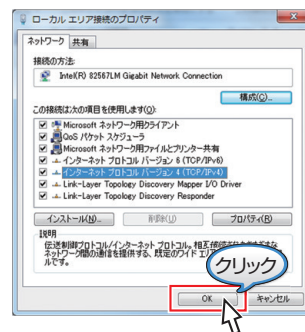 ローカル エリア接続のプロパティ
ネットワーク 共有
接続の方法:
Intel(R) 82567LM Gigabit Network Connection
構成(C)...
この接続は次の項目を使用します(O):
Microsoft ネットワーク用クライアント
QoS パケット スケジューラ
Microsoft ネットワーク用ファイルとプリンター共有
インターネット プロトコル バージョン 6 (TCP/IPv6)
インターネット プロトコル バージョン 4 (TCP/IPv4)
Link-Layer Topology Discovery Mapper I/O Driver
Link-Layer Topology Discovery Responder
インストール(N)... 削除(U) プロパティ(R)
説明
伝送制御プロトコル/インターネット プロトコル。相互接続された
ネットワーク間の通信を提供する、既定のワイド エリア
ルです。
クリック
OK キャンセル